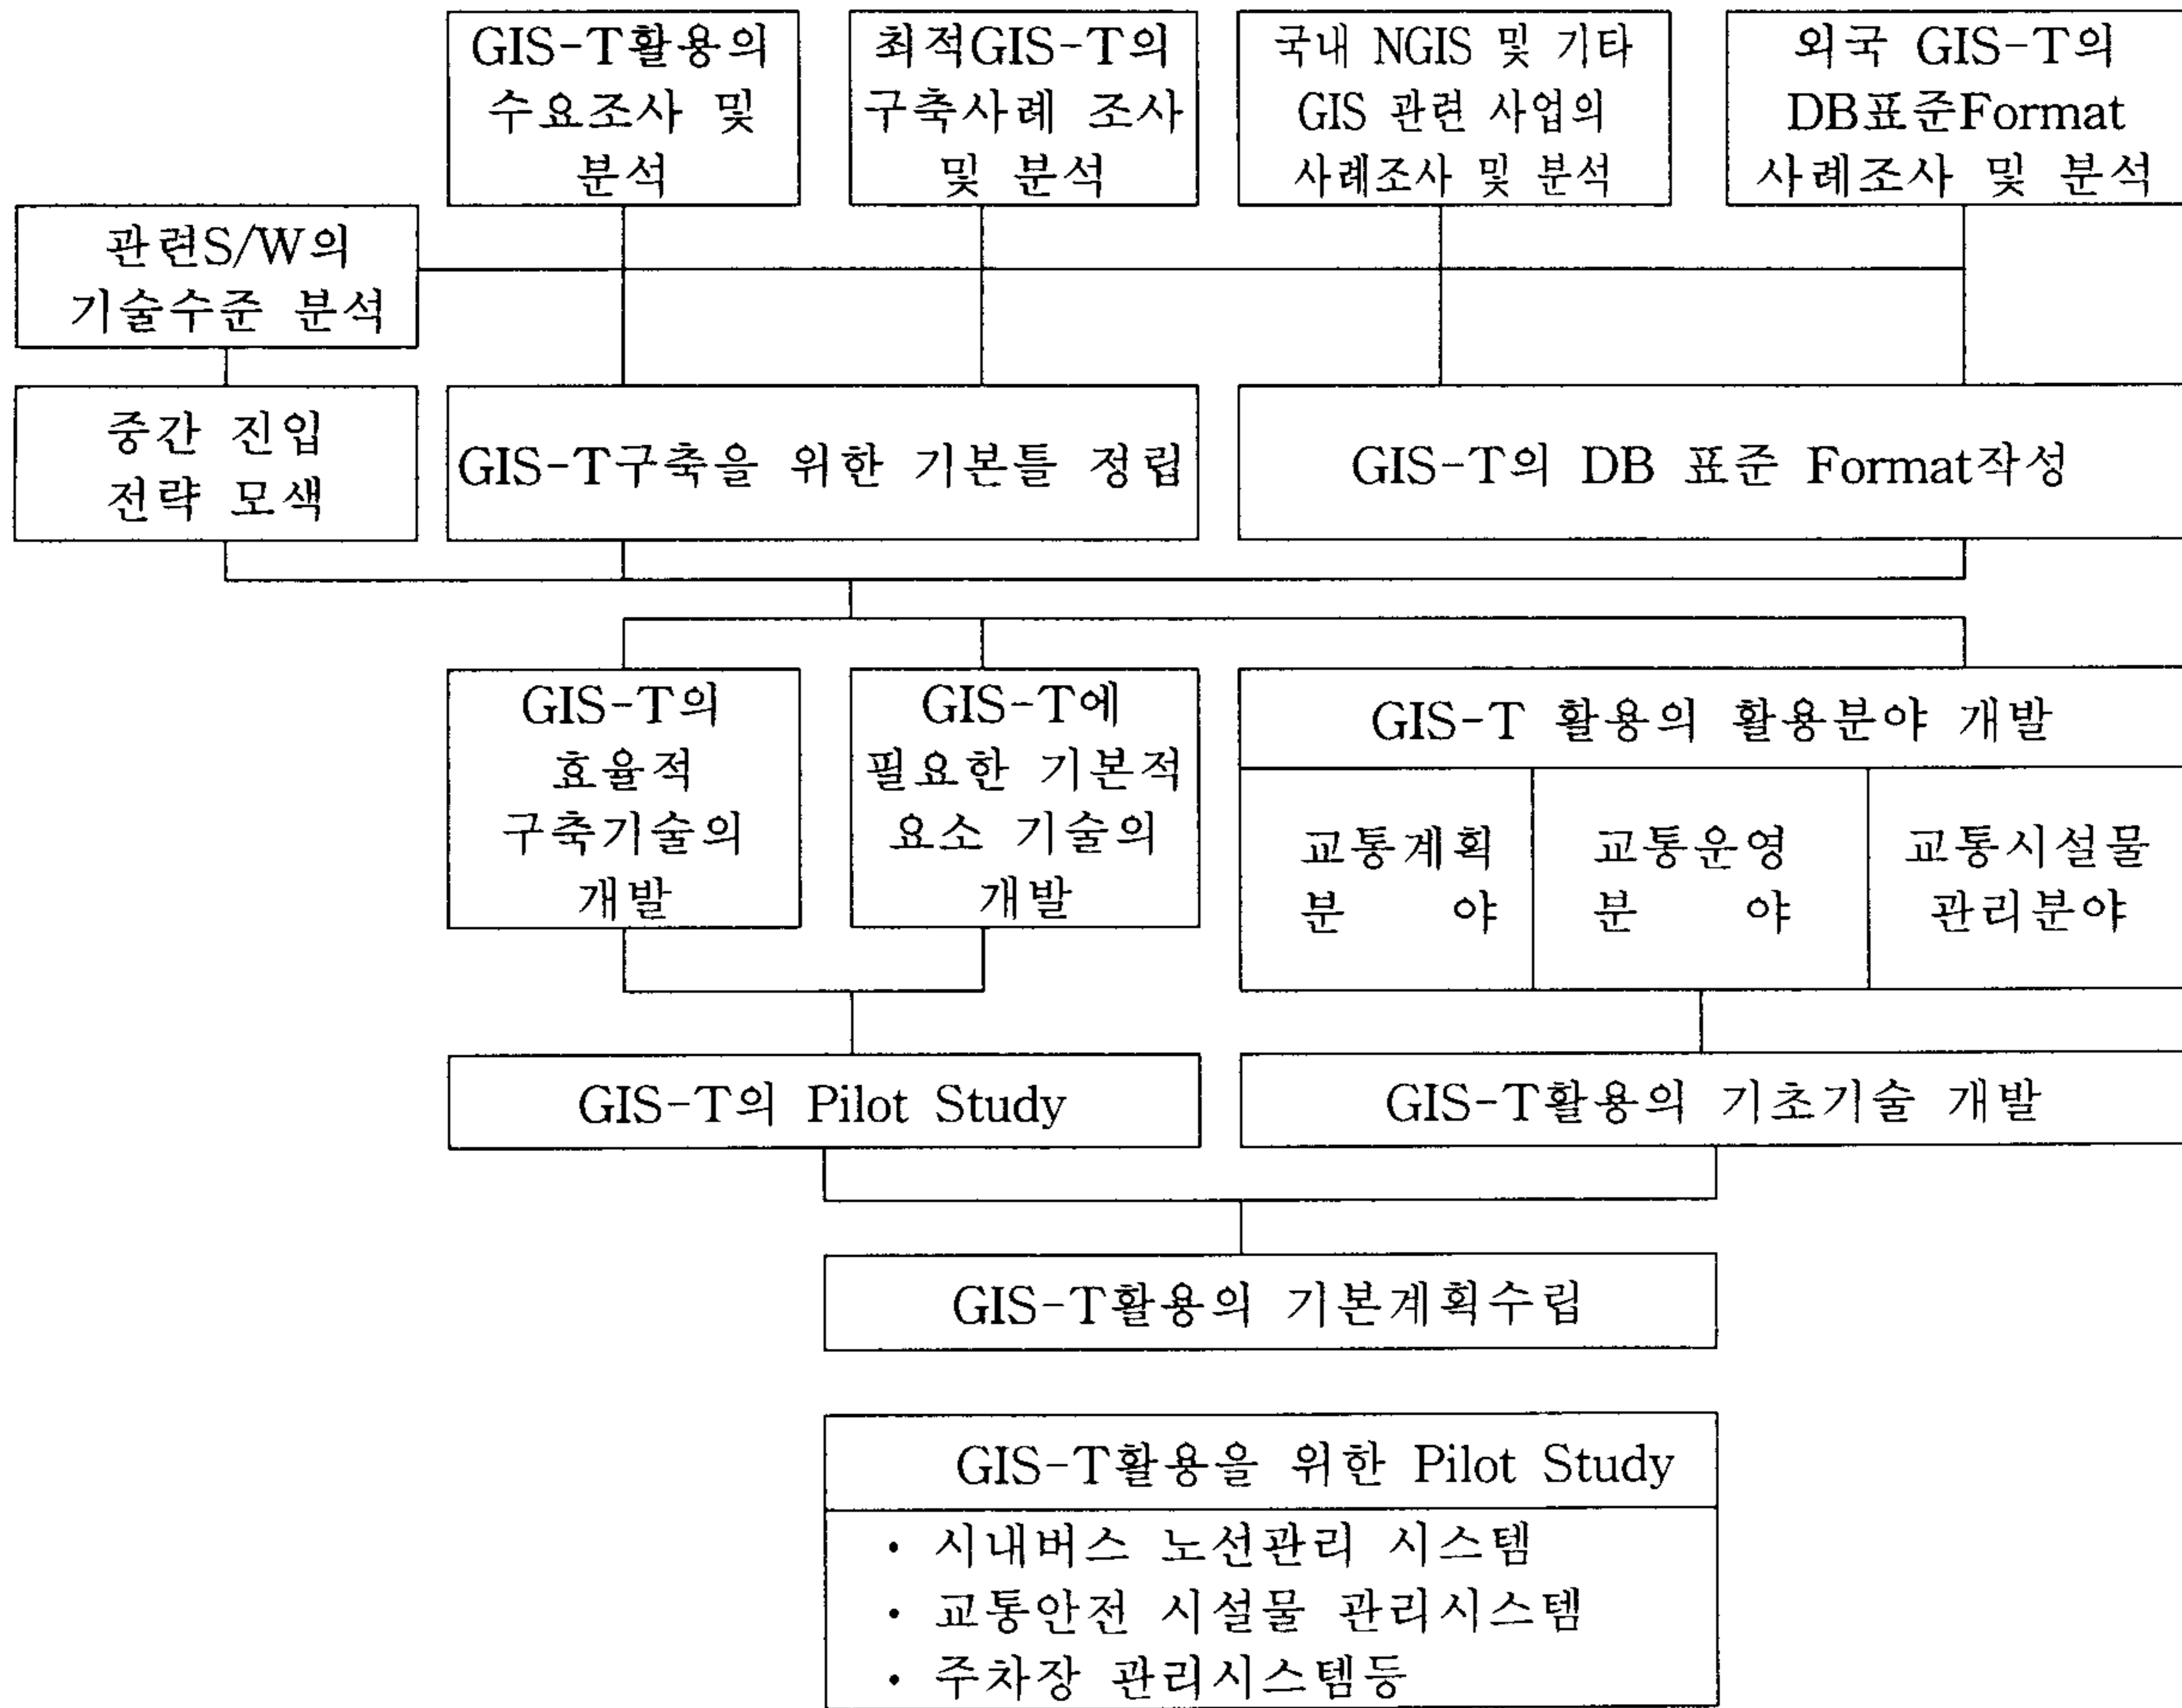 GIS-T활용의
수요조사 및
분석
최적GIS-T의
구축사례 조사
및 분석
국내 NGIS 및 기타
GIS 관련 사업의
사례조사 및 분석
외국 GIS-T의
DB표준Format
사례조사 및 분석
관련S/W의
기술수준 분석
중간 진입
전략 모색
GIS-T구축을 위한 기본틀 정립
GIS-T의 DB 표준 Format작성
GIS-T의
효율적
구축기술의
개발
GIS-T에
필요한 기본적
요소 기술의
개발
GIS-T 활용의 활용분야 개발
교통계획
분 야
교통운영
분 야
교통시설물
관리분야
GIS-T의 Pilot Study
GIS-T활용의 기초기술 개발
GIS-T활용의 기본계획수립
GIS-T활용을 위한 Pilot Study
· 시내버스 노선관리 시스템
· 교통안전 시설물 관리시스템
· 주차장 관리시스템등